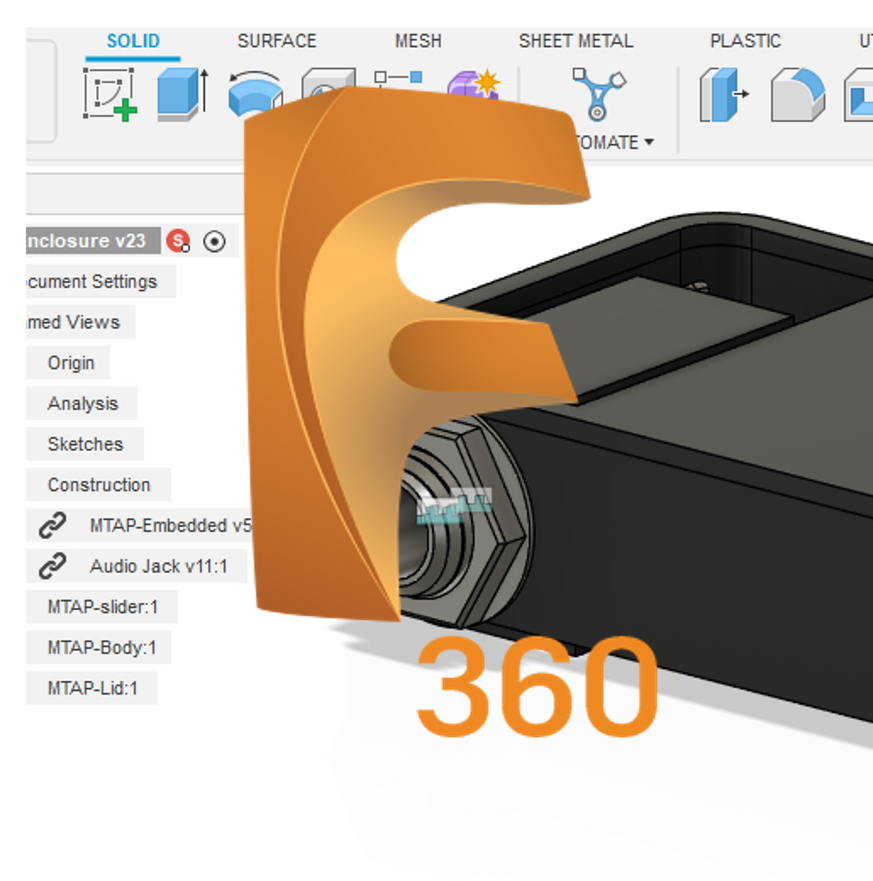 SOLID SURFACE MESH SHEET METAL PLASTIC UT
OMATE
nclosure v23 S
cument Settings
med Views
Origin
Analysis
Sketches
Construction
MTAP-Embedded v5
Audio Jack v11:1
MTAP-slider:1
MTAP-Body:1
MTAP-Lid:1
F
360